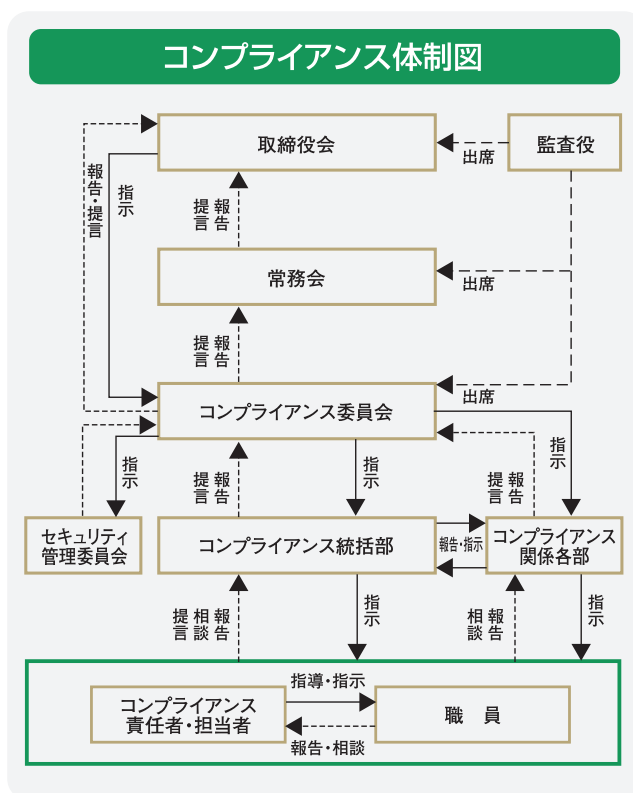 コンプライアンス体制図
取締役会
監査役
出席
報告・提言
指示
報告
提言
常務会
出席
報告
提言
コンプライアンス委員会
出席
指示
報告
提言
指示
報告
提言
指示
セキュリティ
管理委員会
コンプライアンス統括部
報告・指示
コンプライアンス
関係各部
報告
相談
提言
指示
報告
相談
指示
コンプライアンス
責任者・担当者
指導・指示
職　員
報告・相談